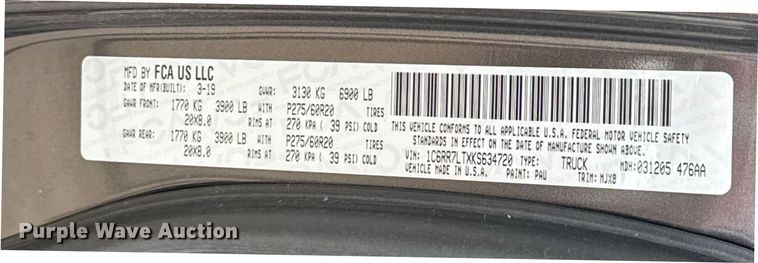 MFD BY FCA US LLC
DATE OF MFR(BUILT): 3-19 GVWR: 3130 KG 6900 LB
GAWR FRONT: 1770 KG 3900 LB WITH P275/60R20 TIRES
20X8.0 RIMS AT 270 KPA ( 39 PSI) COLD
GAWR REAR: 1770 KG 3900 LB WITH P275/60R20 TIRES
20X8.0 RIMS AT 270 KPA ( 39 PSI) COLD
THIS VEHICLE CONFORMS TO ALL APPLICABLE U.S.A. FEDERAL MOTOR VEHICLE SAFETY
STANDARDS IN EFFECT ON THE DATE OF MANUFACTURE SHOWN ABOVE.
VIN: 1C6RR7LTXKS634720 TYPE: TRUCK MDH: 031205 476AA
VEHICLE MADE IN U.S.A. PAINT: PAU TRIM: MJX8
Purple Wave Auction